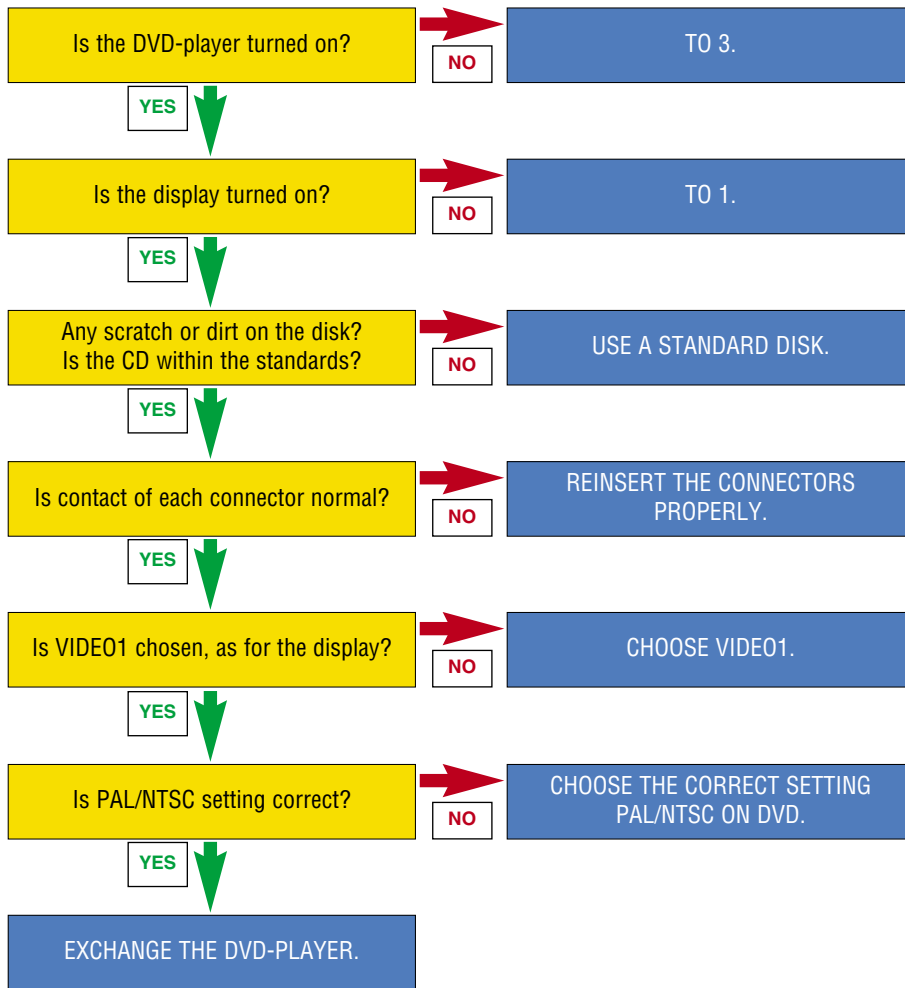 Is the DVD-player turned on?
NO
TO 3.
YES
Is the display turned on?
NO
TO 1.
YES
Any scratch or dirt on the disk?
Is the CD within the standards?
NO
USE A STANDARD DISK.
YES
Is contact of each connector normal?
NO
REINSERT THE CONNECTORS
PROPERLY.
YES
Is VIDEO1 chosen, as for the display?
NO
CHOOSE VIDEO1.
YES
Is PAL/NTSC setting correct?
NO
CHOOSE THE CORRECT SETTING
PAL/NTSC ON DVD.
YES
EXCHANGE THE DVD-PLAYER.